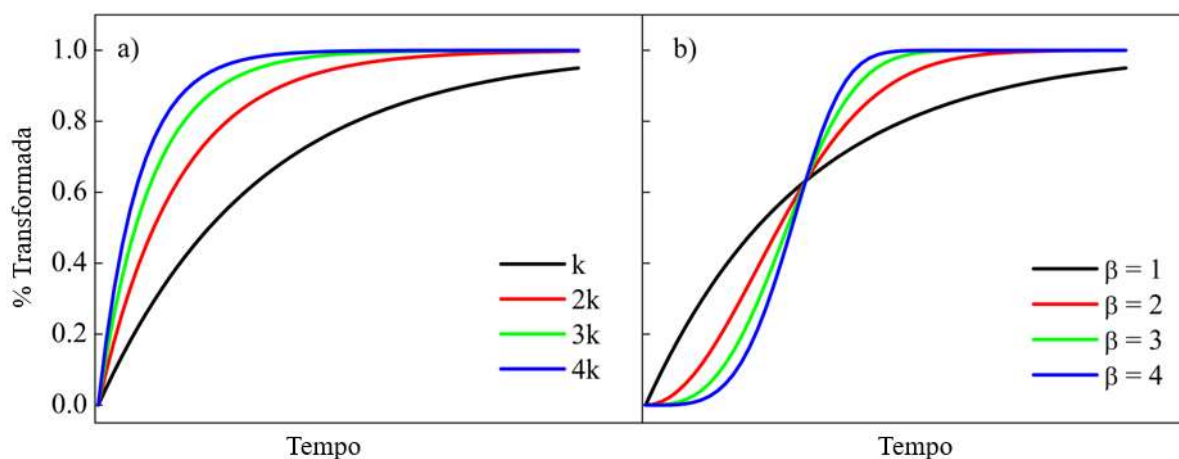 % Transformada
1.0
0.8
0.6
0.4
0.2
0.0
a)
k
2k
3k
4k
Tempo
b)
β = 1
β = 2
β = 3
β = 4
Tempo